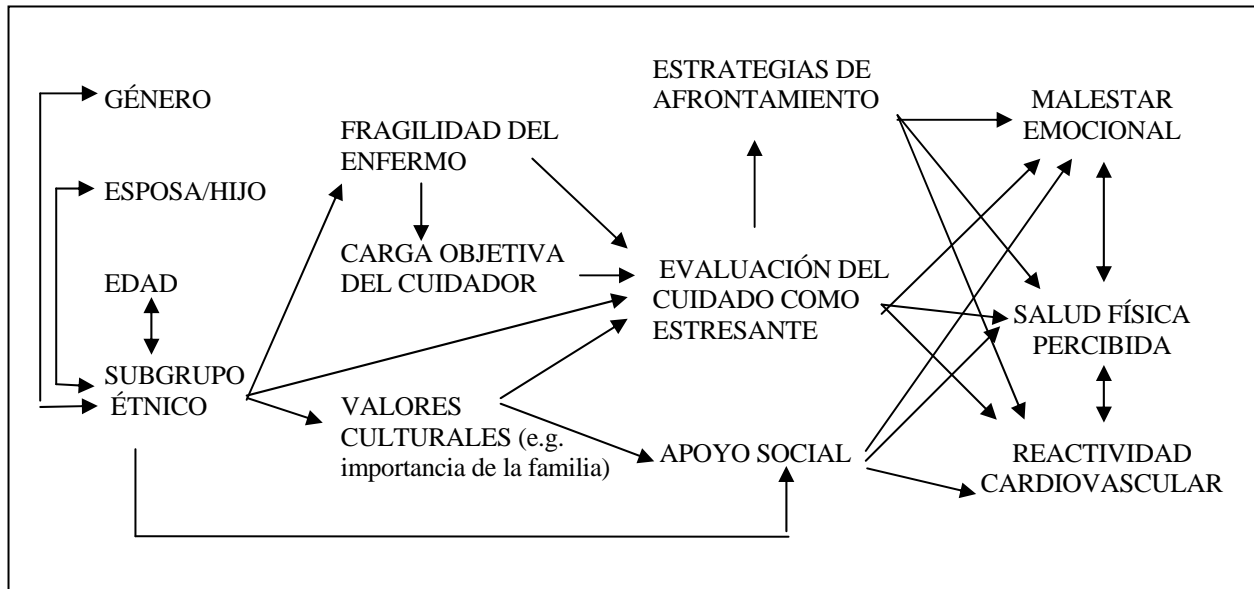 GÉNERO
ESPOSA/HIJO
EDAD
SUBGRUPO
ÉTNICO
FRAGILIDAD DEL
ENFERMO
CARGA OBJETIVA
DEL CUIDADOR
VALORES
CULTURALES (e.g.
importancia de la familia)
ESTRATEGIAS DE
AFRONTAMIENTO
EVALUACIÓN DEL
CUIDADO COMO
ESTRESANTE
APOYO SOCIAL
MALESTAR
EMOCIONAL
SALUD FÍSICA
PERCIBIDA
REACTIVIDAD
CARDIOVASCULAR